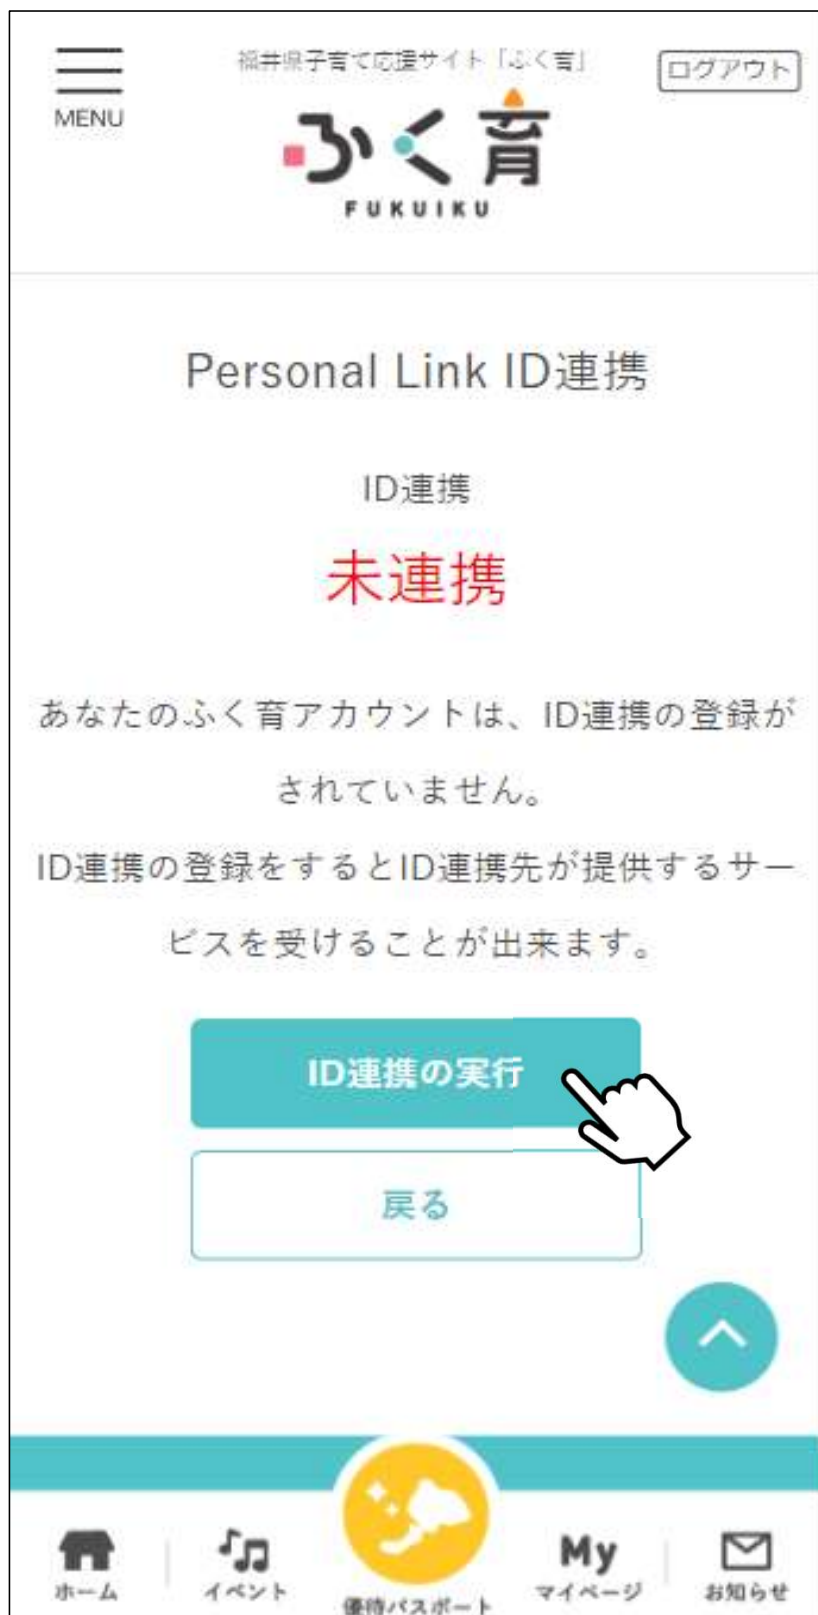 福井県子育て応援サイト「ふく育」
ログアウト
MENU
ふく育
FUKUIKU
Personal Link ID連携
ID連携
未連携
あなたのふく育アカウントは、ID連携の登録が
されていません。
ID連携の登録をするとID連携先が提供するサー
ビスを受けることが出来ます。
ID連携の実行
戻る
ホーム
イベント
優待パスポート
My
マイページ
お知らせ